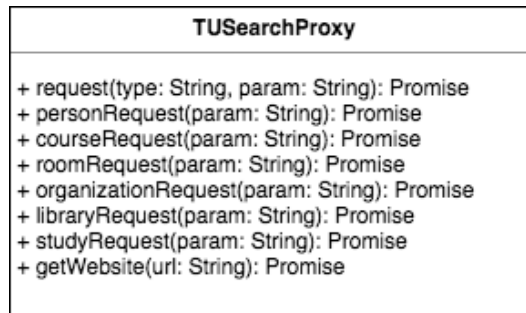 TUSearchProxy
+ request(type: String, param: String): Promise
+ personRequest(param: String): Promise
+ courseRequest(param: String): Promise
+ roomRequest(param: String): Promise
+ organizationRequest(param: String): Promise
+ libraryRequest(param: String): Promise
+ studyRequest(param: String): Promise
+ getWebsite(url: String): Promise